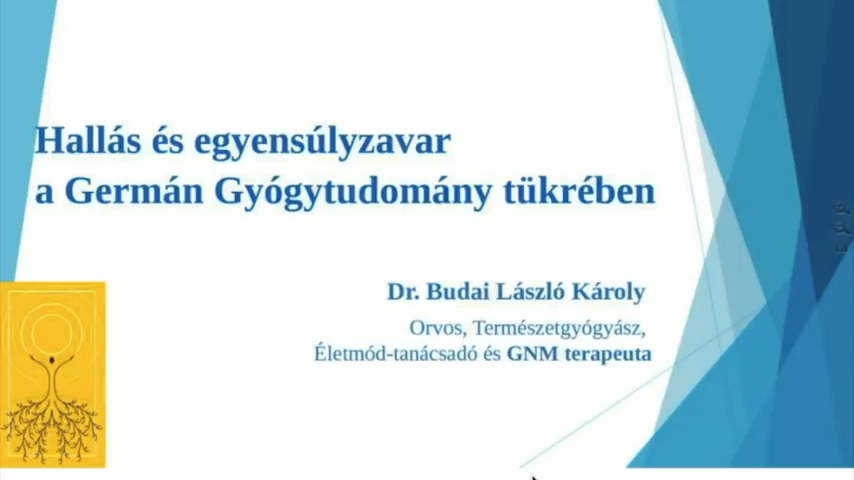 Hallás és egyensúlyzavar
a Germán Gyógytudomány tükrében
Dr. Budai László Károly
Orvos, Természetgyógyász,
Életmód-tanácsadó és GNM terapeuta